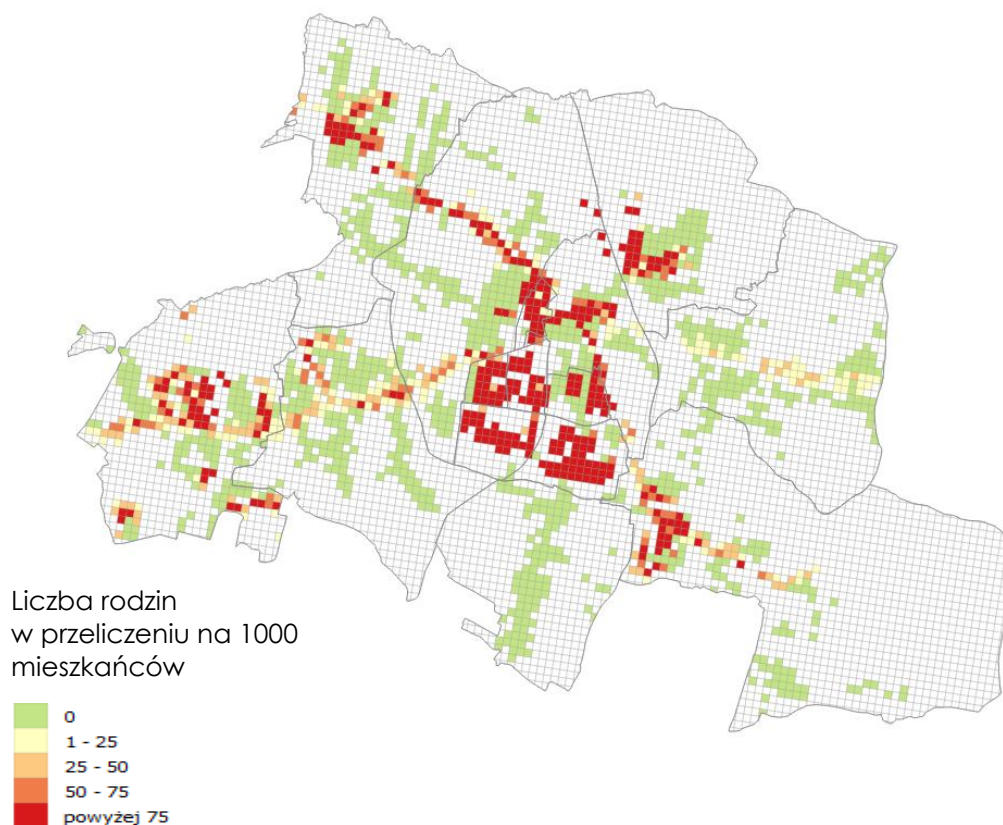 Liczba rodzin
w przeliczeniu na 1000
mieszkańców
0
1 - 25
25 - 50
50 - 75
powyżej 75